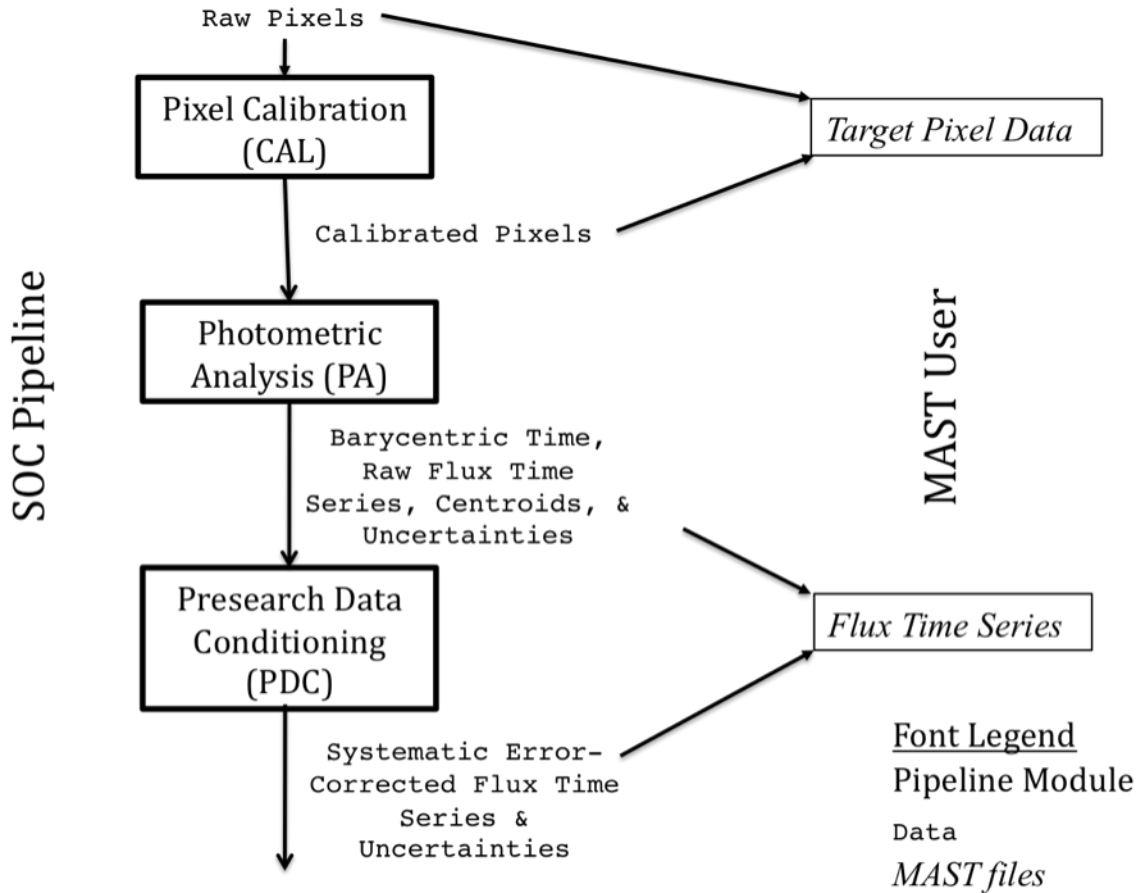 Raw Pixels
Pixel Calibration
(CAL)
Target Pixel Data
Calibrated Pixels
SOC Pipeline
MAST User
Photometric
Analysis (PA)
Barycentric Time,
Raw Flux Time
Series, Centroids, &
Uncertainties
Presearch Data
Conditioning
(PDC)
Flux Time Series
Systematic Error-
Corrected Flux Time
Series &
Uncertainties
Font Legend
Pipeline Module
Data
MAST files